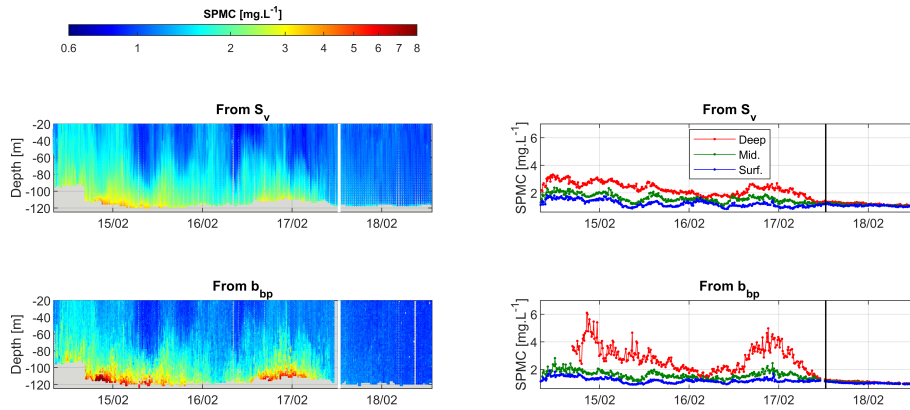 SPMC [mg.L-1]
0.6 1 2 3 4 5 6 7 8
From Sv
Depth [m]
-20
-40
-60
-80
-100
-120
15/02 16/02 17/02 18/02
From Sv
SPMC [mg.L-1]
6
4
2
Deep
Mid.
Surf.
15/02 16/02 17/02 18/02
From bbp
Depth [m]
-20
-40
-60
-80
-100
-120
15/02 16/02 17/02 18/02
From bbp
SPMC [mg.L-1]
6
4
2
15/02 16/02 17/02 18/02